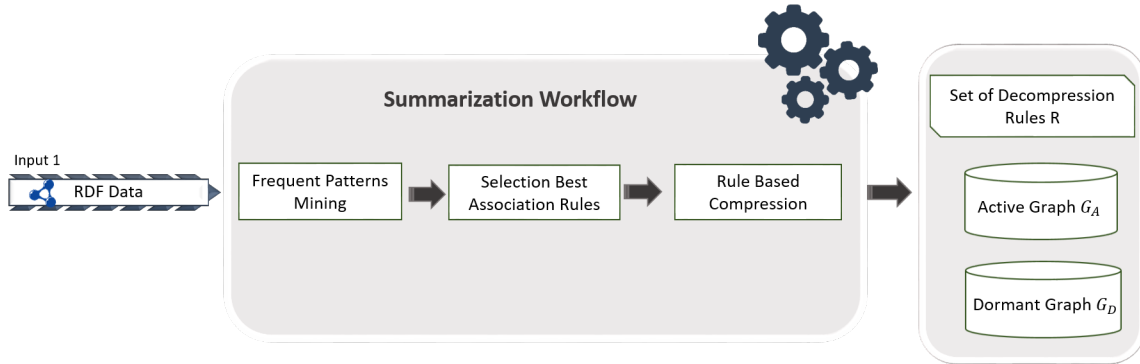 Summarization Workflow
Input 1
RDF Data
Frequent Patterns
Mining
Selection Best
Association Rules
Rule Based
Compression
Set of Decompression
Rules R
Active Graph G_A
Dormant Graph G_D